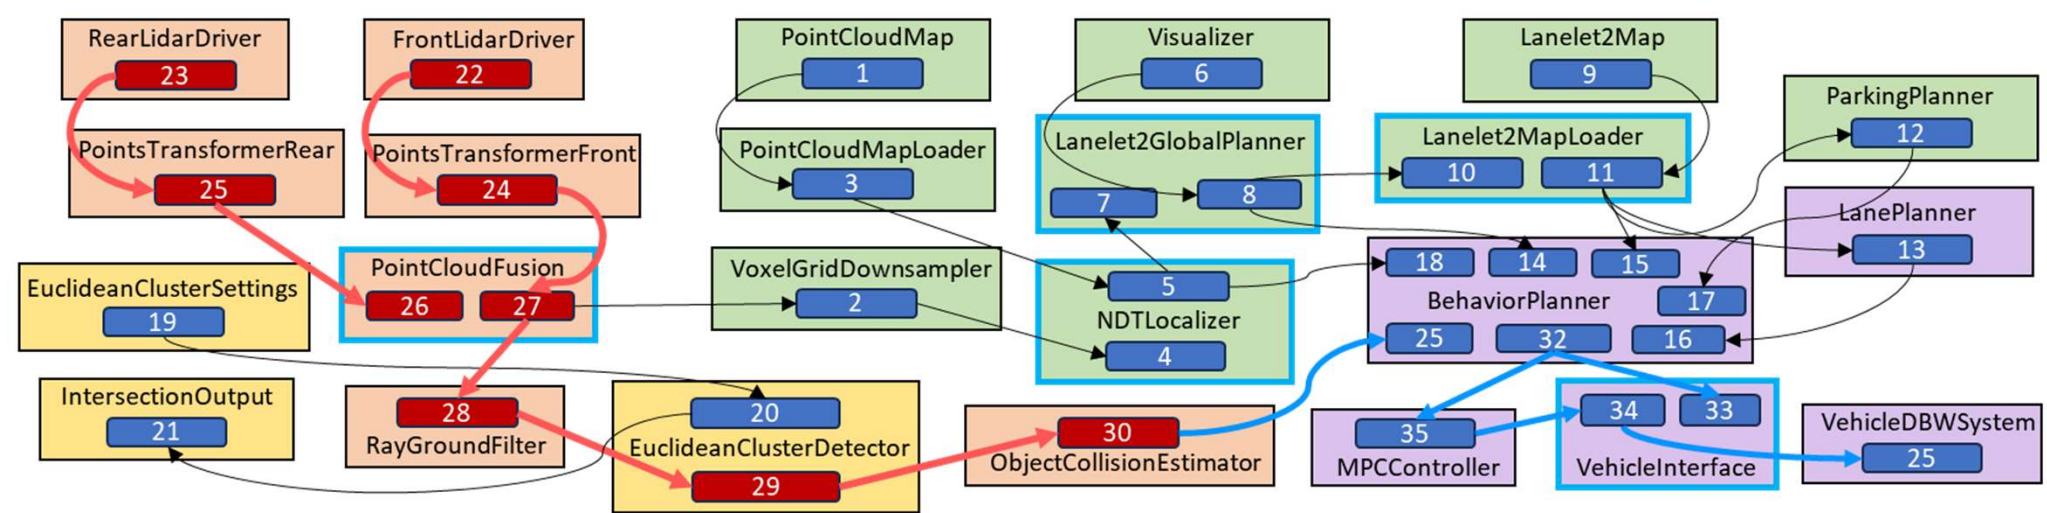 RearLidarDriver
23
FrontLidarDriver
22
PointCloudMap
1
Visualizer
6
Lanelet2Map
9
ParkingPlanner
12
PointsTransformerRear
25
PointsTransformerFront
24
PointCloudMapLoader
3
Lanelet2GlobalPlanner
7
8
Lanelet2MapLoader
10
11
LanePlanner
13
EuclideanClusterSettings
19
PointCloudFusion
26
27
VoxelGridDownsampler
2
5
NDTLocalizer
4
18
14
15
BehaviorPlanner
17
25
32
16
IntersectionOutput
21
28
RayGroundFilter
20
EuclideanClusterDetector
29
30
ObjectCollisionEstimator
35
MPCController
34
33
VehicleInterface
VehicleDBWSystem
25